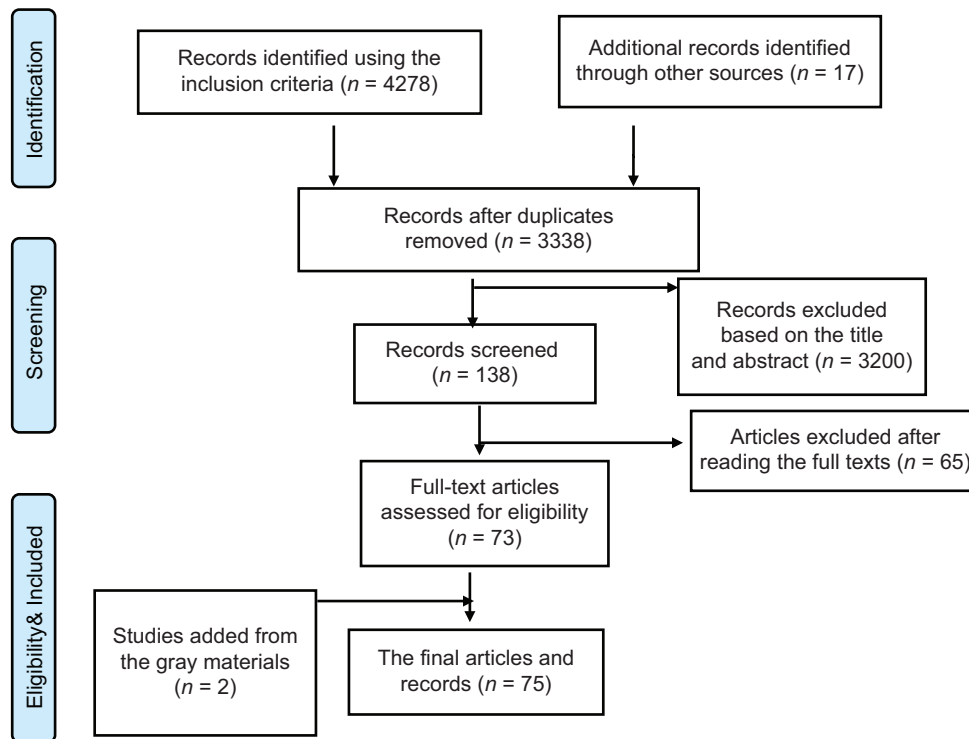 Identification
Records identified using the
inclusion criteria (n = 4278)
Additional records identified
through other sources (n = 17)
Records after duplicates
removed (n = 3338)
Screening
Records excluded
based on the title
and abstract (n = 3200)
Records screened
(n = 138)
Articles excluded after
reading the full texts (n = 65)
Eligibility& Included
Full-text articles
assessed for eligibility
(n = 73)
Studies added from
the gray materials
(n = 2)
The final articles and
records (n = 75)